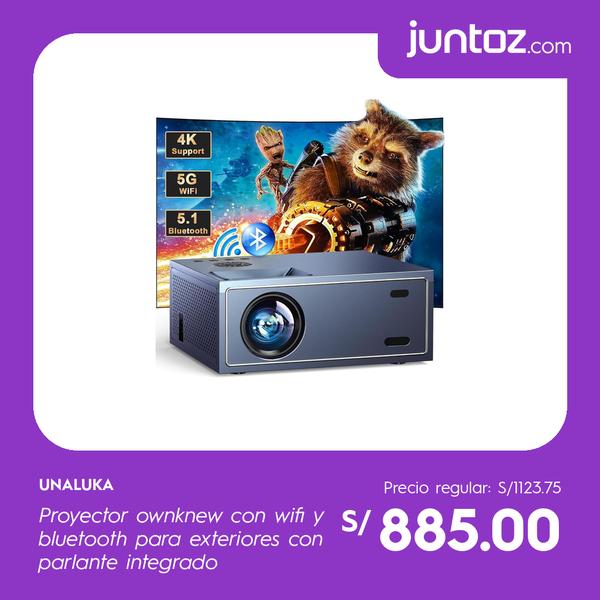 juntoz.com
4K
Support
5G
WiFi
5.1
Bluetooth
UNALUKA
Proyector ownknew con wifi y
bluetooth para exteriores con
parlante integrado
Precio regular: S/1123.75
S/ 885.00